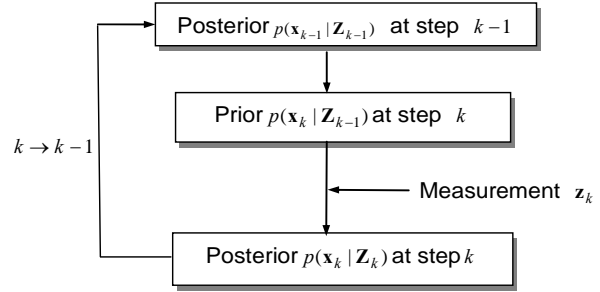 Posterior p(x_{k−1} | Z_{k−1}) at step k−1
Prior p(x_k | Z_{k−1}) at step k
k → k−1
Measurement z_k
Posterior p(x_k | Z_k) at step k